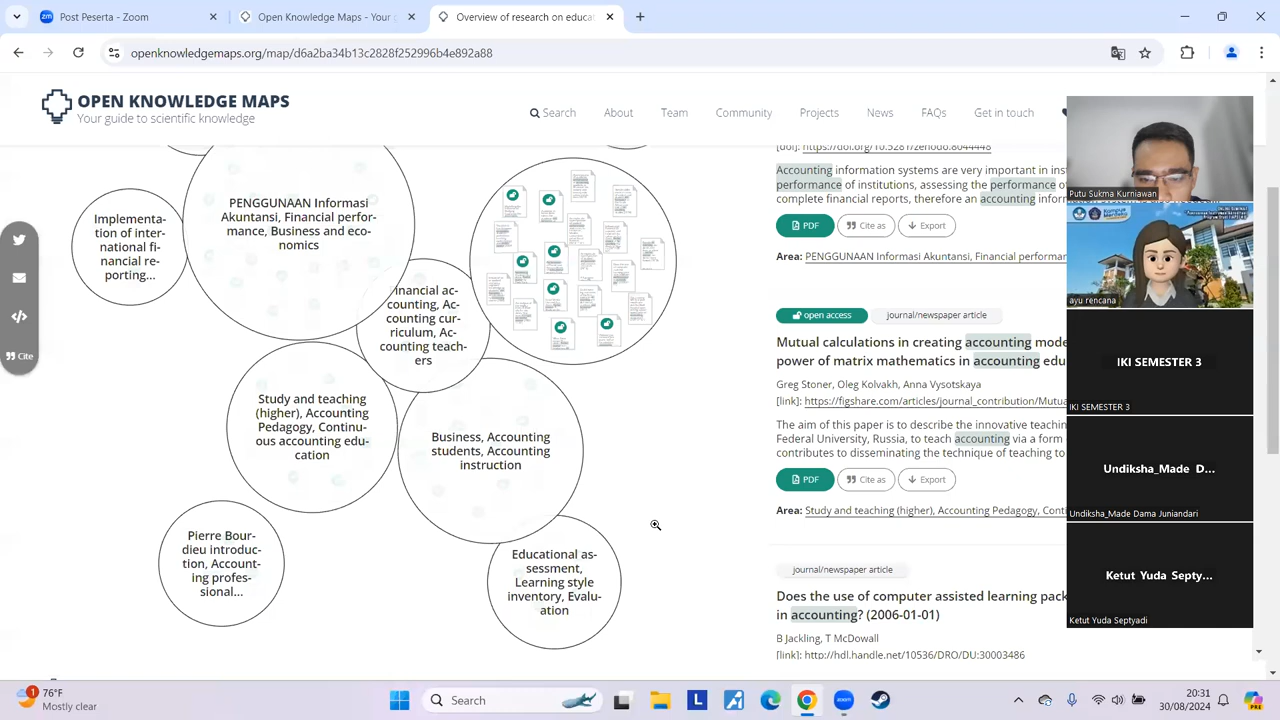 Post Peserta - Zoom
Open Knowledge Maps - Your G
Overview of research on educat
openknowledgemaps.org/map/d6a2ba34b13c2828f252996b4e892a88
OPEN KNOWLEDGE MAPS
Your guide to scientific knowledge
Search
About
Team
Community
Projects
News
FAQs
Get in touch
Cite
Implementa-
tion of inter-
national fi-
nancial re-
porting...
PENGGUNAAN Informasi
Akuntansi, Financial perfor-
mance, Business and eco-
nomics
Financial ac-
counting, Ac-
counting cur-
riculum, Ac-
counting teach-
ers
Study and teaching
(higher), Accounting
Pedagogy, Continu-
ous accounting edu-
cation
Business, Accounting
students, Accounting
instruction
Pierre Bour-
dieu introduc-
tion, Account-
ing profes-
sional...
Educational as-
sessment,
Learning style
inventory, Evalu-
ation
[doi]: https://doi.org/10.5281/zenodo.8044448
Accounting information systems are very important in ins
performance of institutions, assessing the performance o
complete financial reports, therefore an accounting in
PDF
Cite as
Export
Area: PENGGUNAAN Informasi Akuntansi, Financial performa
open access
journal/newspaper article
Mutual calculations in creating accounting mode
power of matrix mathematics in accounting edu
Greg Stoner, Oleg Kolvakh, Anna Vysotskaya
[link]: https://figshare.com/articles/journal_contribution/Mutua
The aim of this paper is to describe the innovative teachin
Federal University, Russia, to teach accounting via a form
contributes to disseminating the technique of teaching to
PDF
Cite as
Export
Area: Study and teaching (higher), Accounting Pedagogy, Conti
journal/newspaper article
Does the use of computer assisted learning pack
in accounting? (2006-01-01)
B Jackling, T McDowall
[link]: http://hdl.handle.net/10536/DRO/DU:30003486
Putu Sukma Kurniawan
ayu rencana
IKI SEMESTER 3
IKI SEMESTER 3
Undiksha_Made D...
Undiksha_Made Dama Juniandari
Ketut Yuda Septy...
Ketut Yuda Septyadi
1
76°F
Mostly clear
Search
20:31
30/08/2024